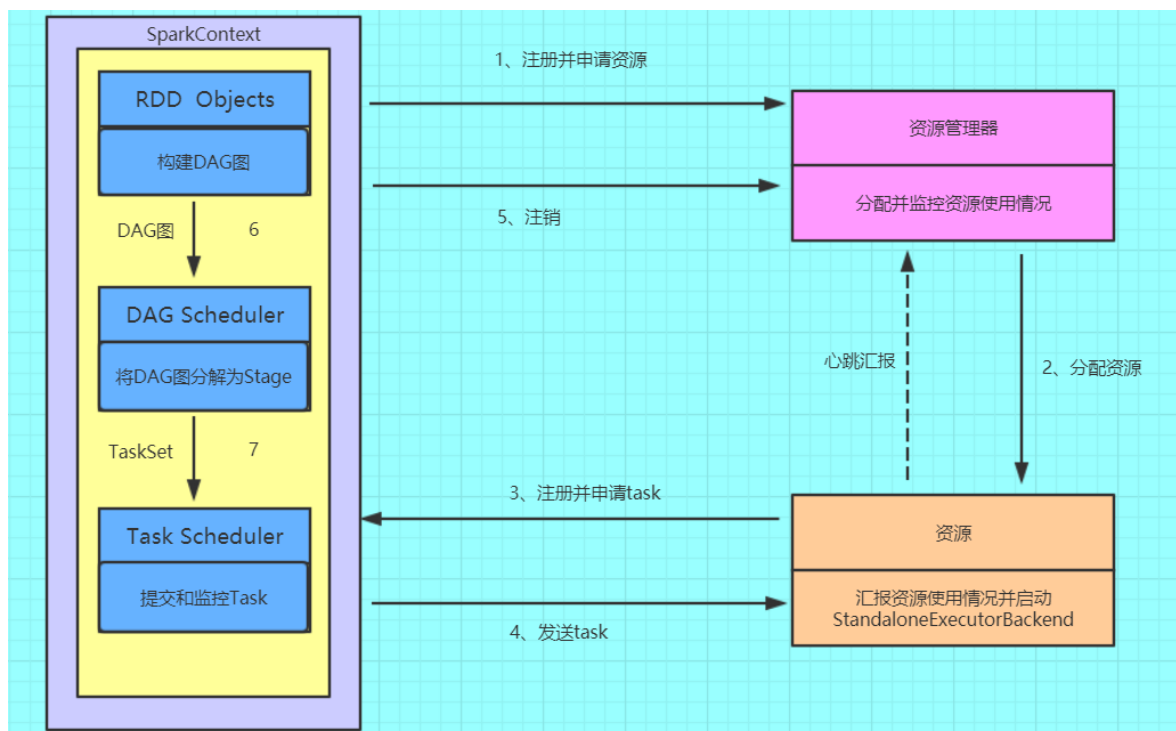 SparkContext
RDD Objects
构建DAG图
DAG图
6
DAG Scheduler
将DAG图分解为Stage
TaskSet
7
Task Scheduler
提交和监控Task
1、注册并申请资源
5、注销
资源管理器
分配并监控资源使用情况
心跳汇报
2、分配资源
3、注册并申请task
4、发送task
资源
汇报资源使用情况并启动
StandaloneExecutorBackend